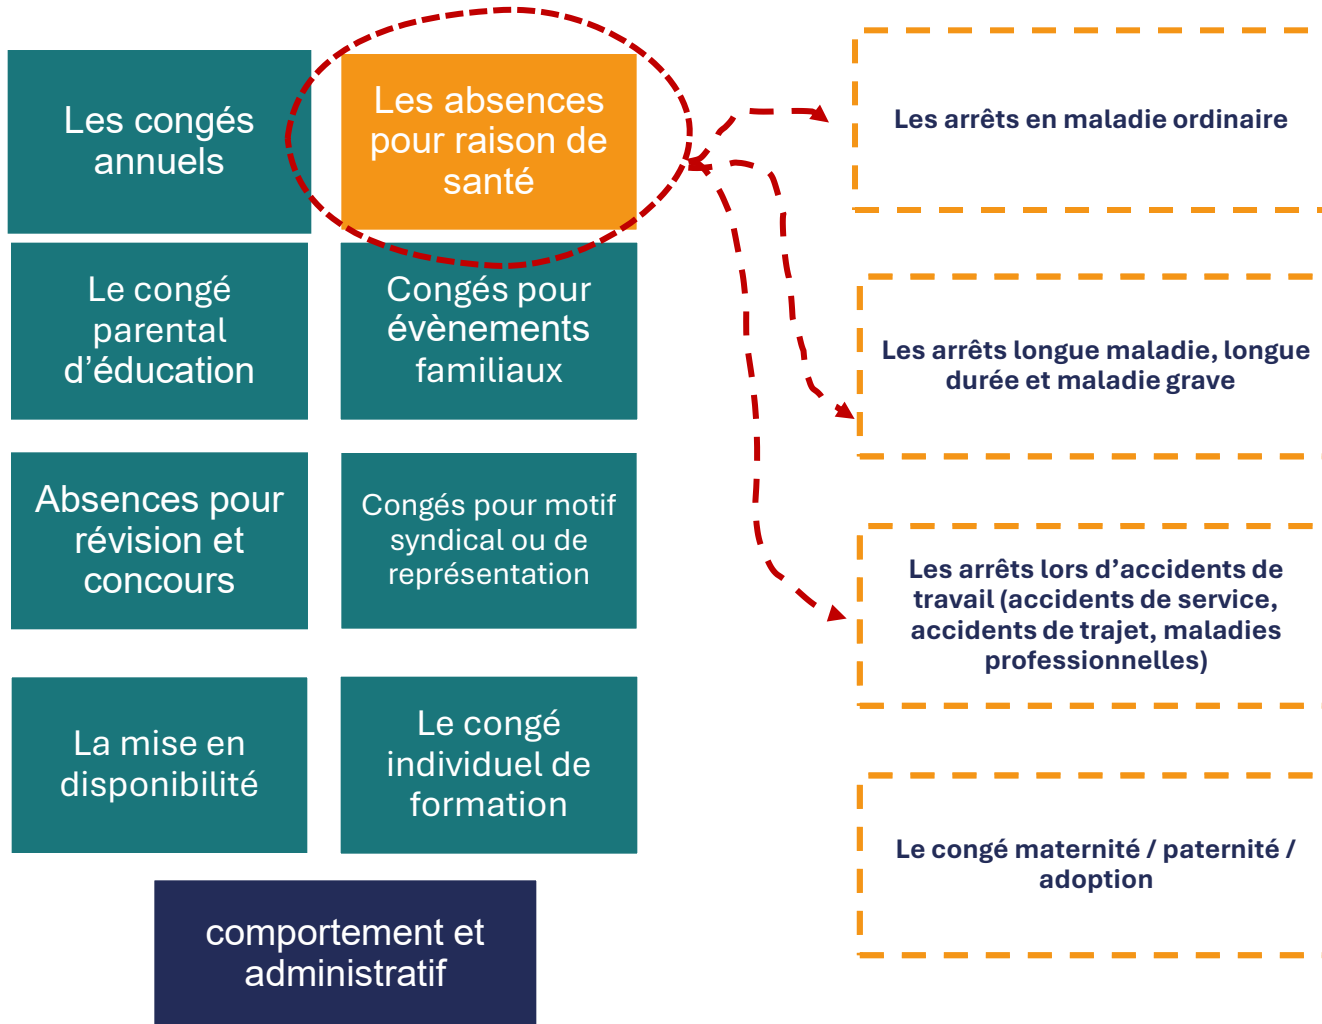 Les congés
annuels
Les absences
pour raison de
santé
Le congé
parental
d’éducation
Congés pour
évènements
familiaux
Absences pour
révision et
concours
Congés pour motif
syndical ou de
représentation
La mise en
disponibilité
Le congé
individuel de
formation
comportement et
administratif
Les arrêts en maladie ordinaire
Les arrêts longue maladie, longue
durée et maladie grave
Les arrêts lors d’accidents de
travail (accidents de service,
accidents de trajet, maladies
professionnelles)
Le congé maternité / paternité /
adoption